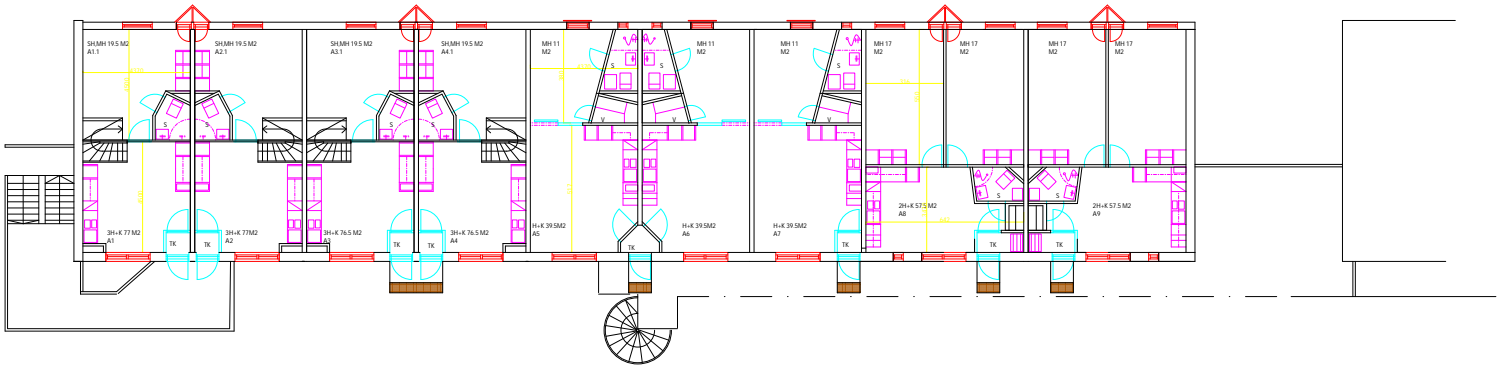 SH,MH 19.5 M2
A1.1
SH,MH 19.5 M2
A2.1
SH,MH 19.5 M2
A3.1
SH,MH 19.5 M2
A4.1
MH 11
M2
MH 11
M2
MH 11
M2
MH 17
M2
MH 17
M2
MH 17
M2
MH 17
M2
S
S
S
S
S
S
S
V
V
V
S
S
3H+K 77 M2
A1
3H+K 77M2
A2
3H+K 76.5 M2
A3
3H+K 76.5 M2
A4
H+K 39.5M2
A5
H+K 39.5M2
A6
H+K 39.5M2
A7
2H+K 57.5 M2
A8
2H+K 57.5 M2
A9
TK
TK
TK
TK
TK
TK
TK
TK